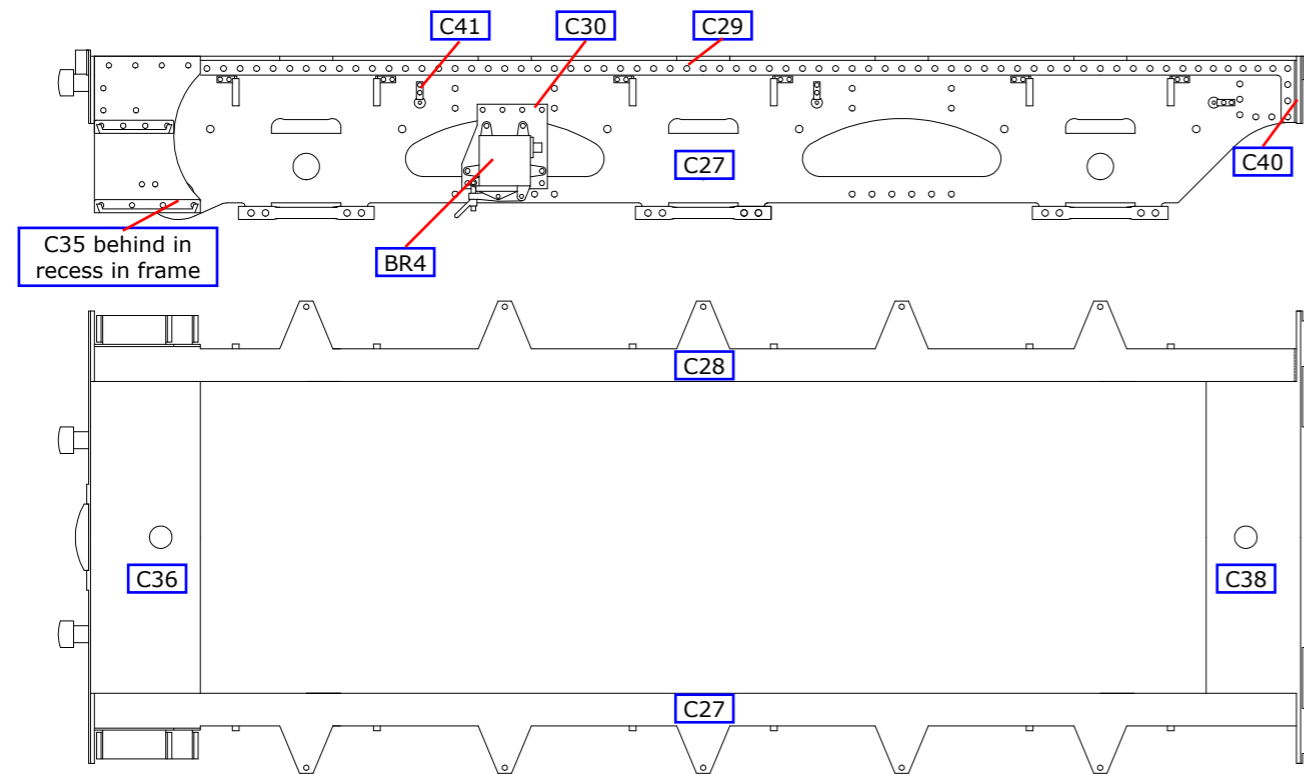 C41
C30
C29
C27
C40
C35 behind in
recess in frame
BR4
C28
C36
C38
C27